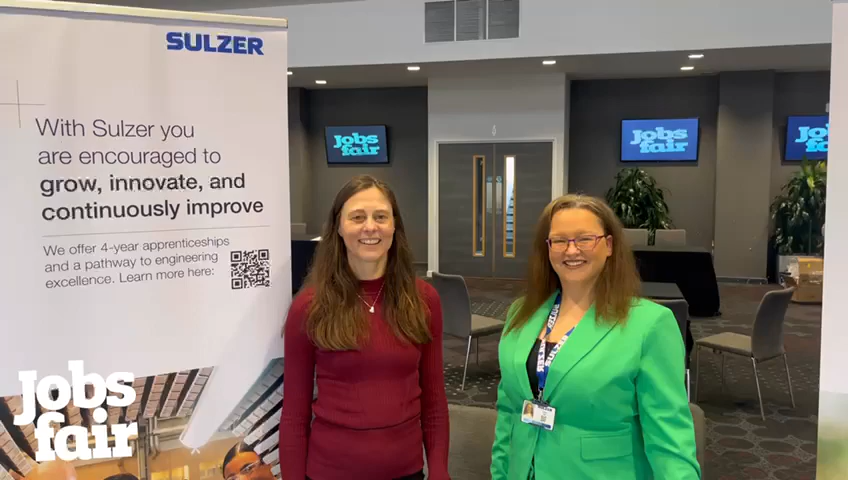 SULZER
With Sulzer you
are encouraged to
grow, innovate, and
continuously improve
We offer 4-year apprenticeships
and a pathway to engineering
excellence. Learn more here:
Jobs
fair
Jobs
fair
Jobs
fair
Jobs
fair
SULZER